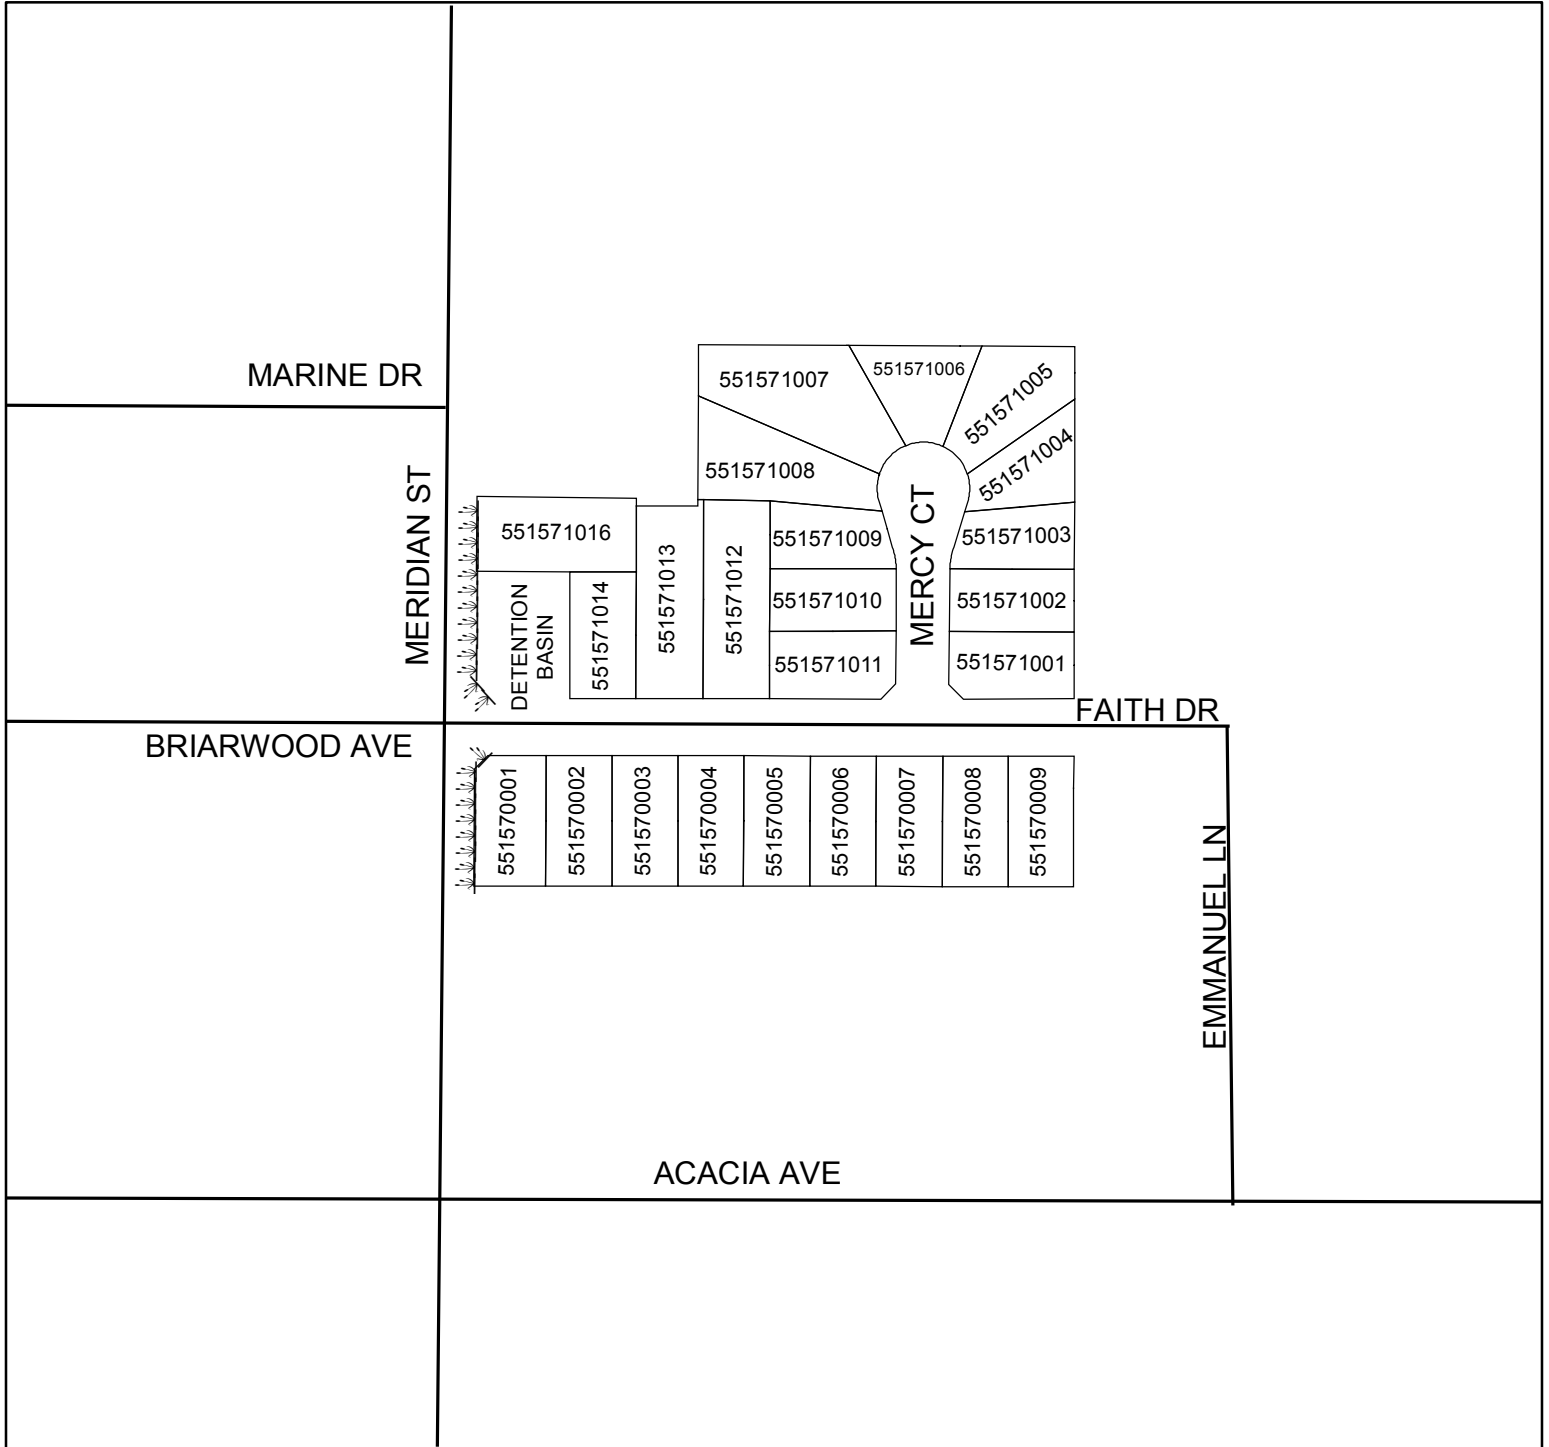 MARINE DR
MERIDIAN ST
551571007
551571006
551571005
551571004
551571008
551571016
551571013
551571012
551571009
MERCY CT
551571003
DETENTION
BASIN
551571014
551571010
551571002
551571011
551571001
FAITH DR
BRIARWOOD AVE
551570001
551570002
551570003
551570004
551570005
551570006
551570007
551570008
551570009
EMMANUEL LN
ACACIA AVE